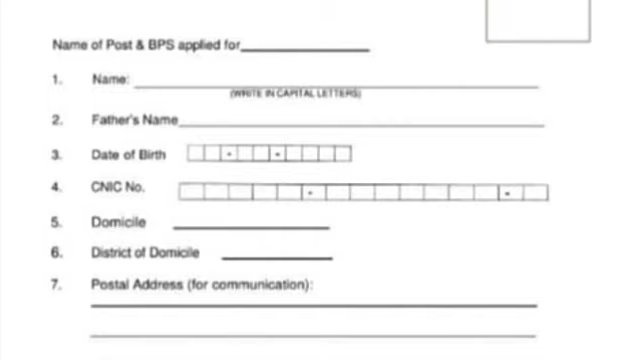 Name of Post & BPS applied for
1. Name:
(WRITE IN CAPITAL LETTERS)
2. Father's Name
3. Date of Birth - -
4. CNIC No. - -
5. Domicile
6. District of Domicile
7. Postal Address (for communication):